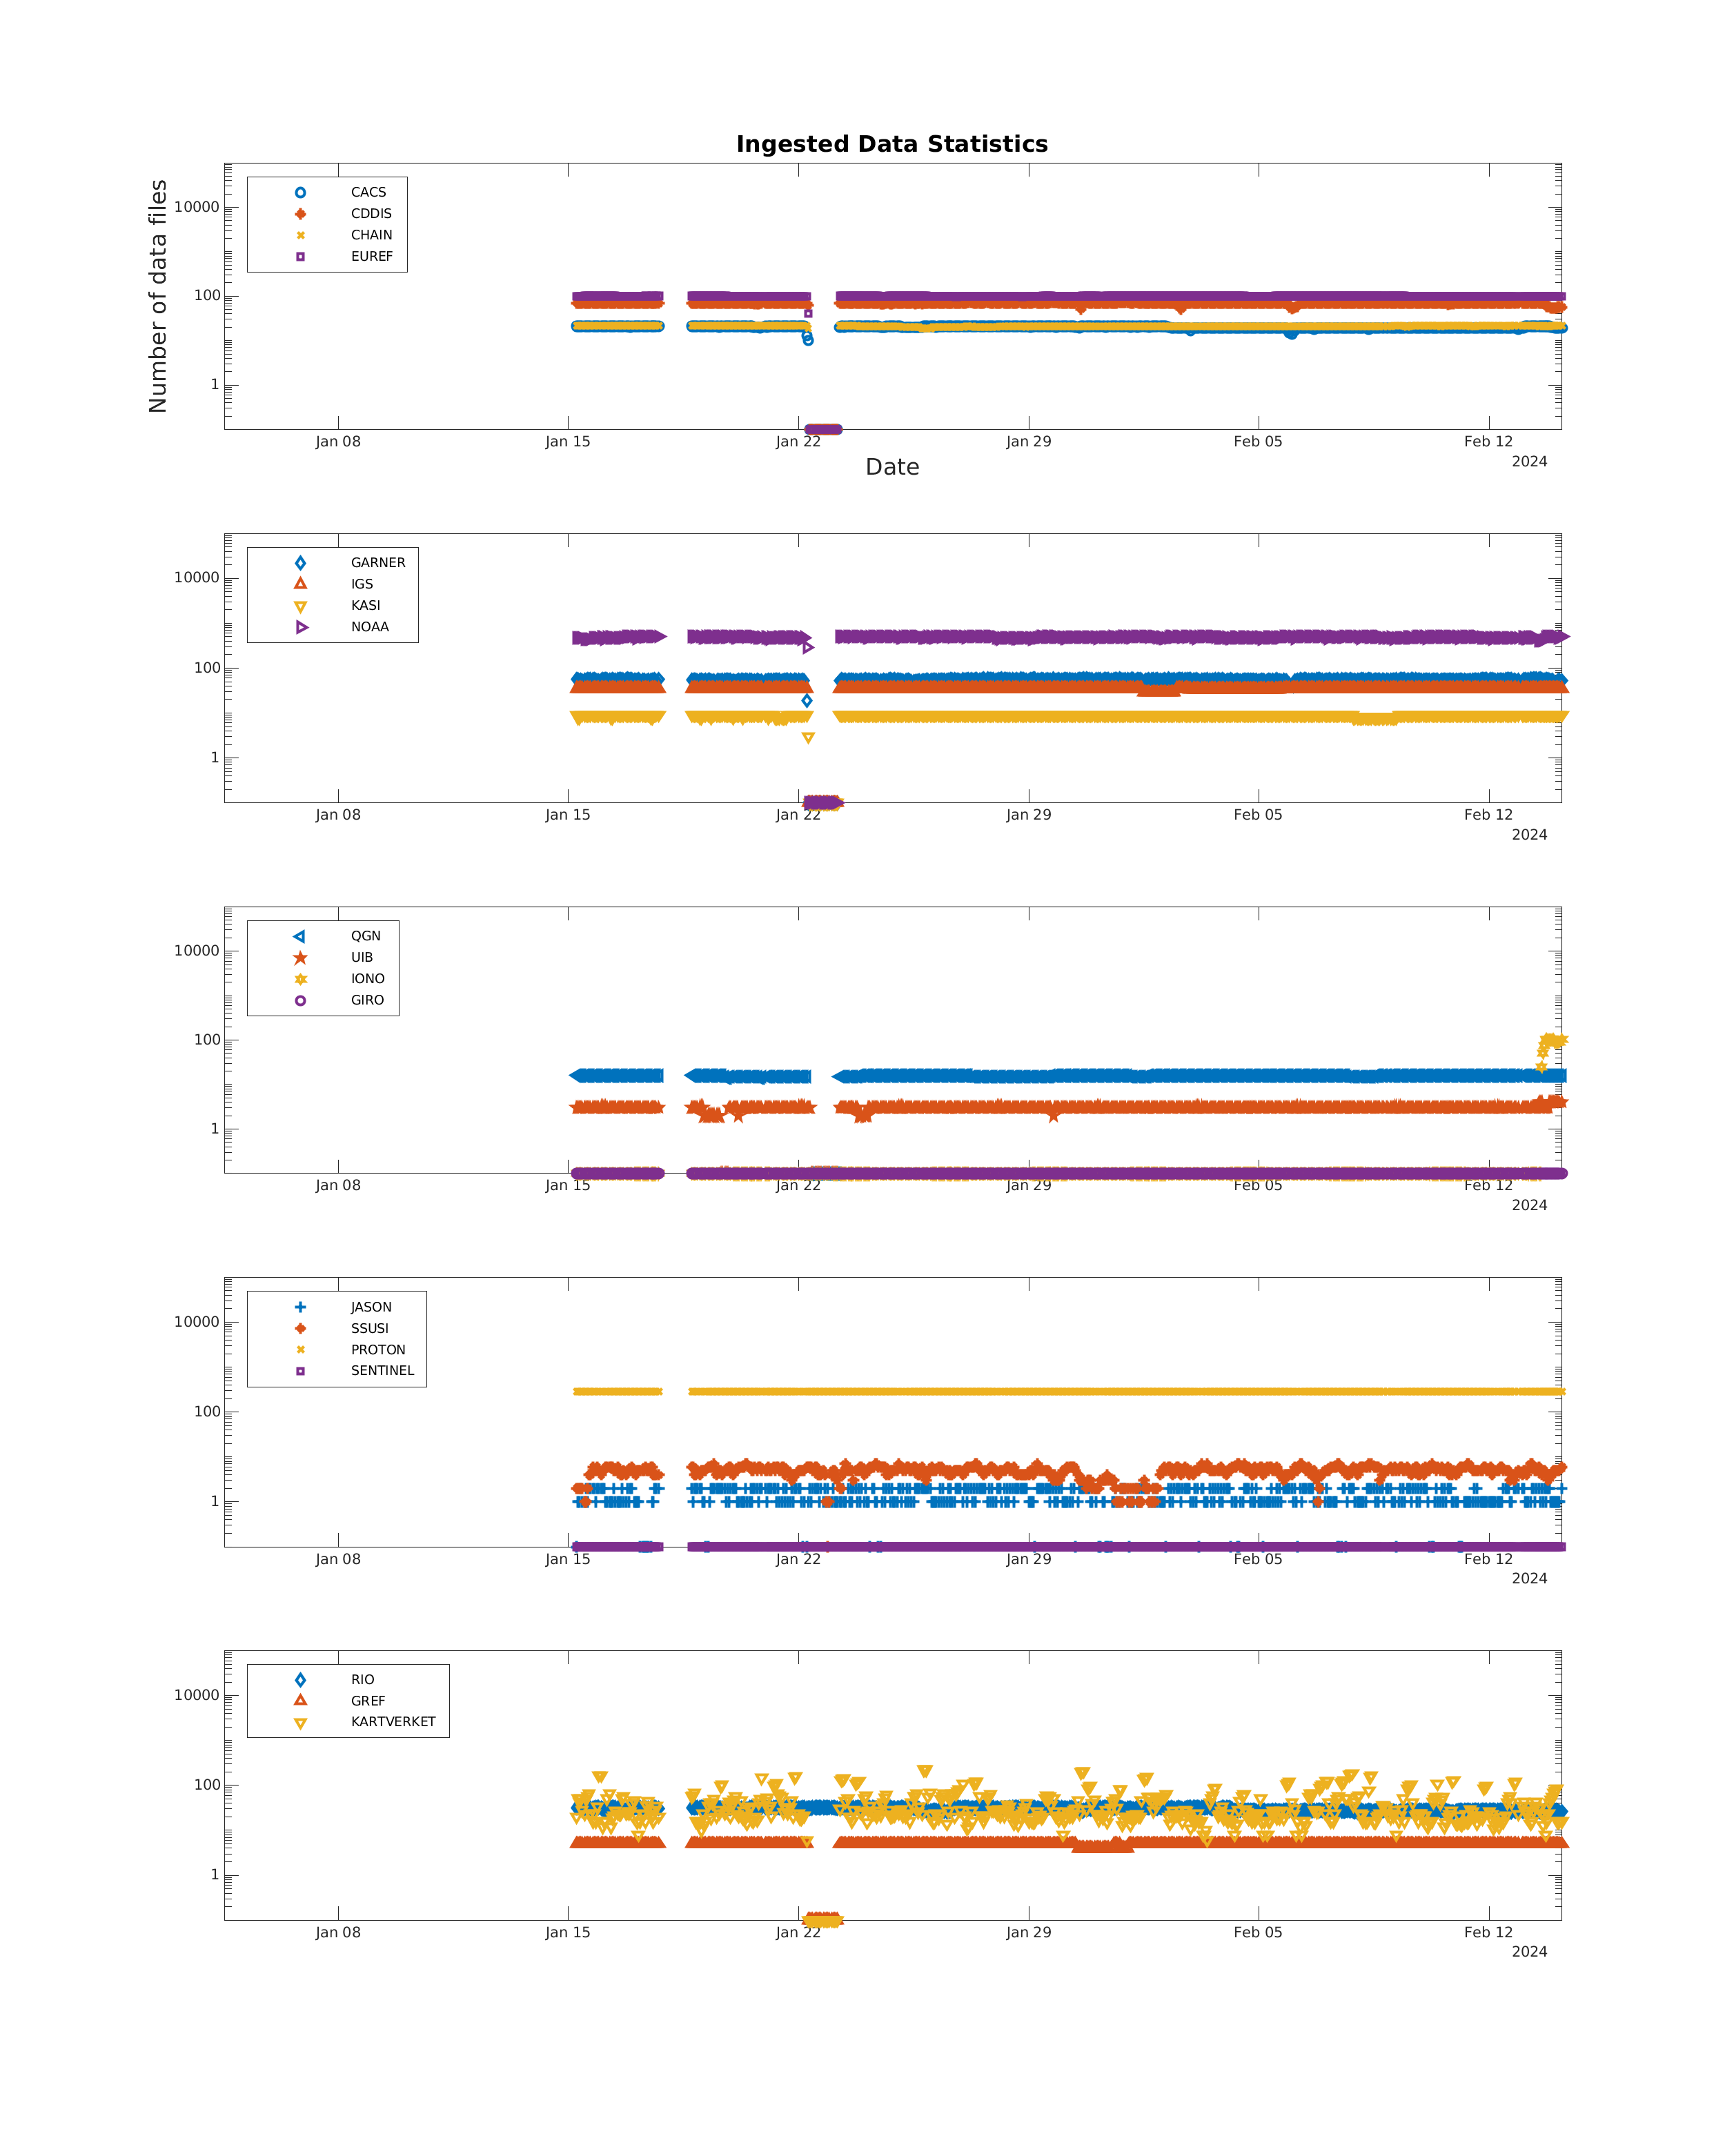 Ingested Data Statistics
Number of data files
CACS
CDDIS
CHAIN
EUREF
10000
100
1
Jan 08 Jan 15 Jan 22 Jan 29 Feb 05 Feb 12
2024
Date
GARNER
IGS
KASI
NOAA
10000
100
1
Jan 08 Jan 15 Jan 22 Jan 29 Feb 05 Feb 12
2024
QGN
UIB
IONO
GIRO
10000
100
1
Jan 08 Jan 15 Jan 22 Jan 29 Feb 05 Feb 12
2024
JASON
SSUSI
PROTON
SENTINEL
10000
100
1
Jan 08 Jan 15 Jan 22 Jan 29 Feb 05 Feb 12
2024
RIO
GREF
KARTVERKET
10000
100
1
Jan 08 Jan 15 Jan 22 Jan 29 Feb 05 Feb 12
2024